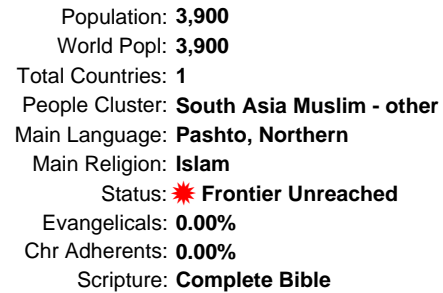 Population: 3,900
World Popl: 3,900
Total Countries: 1
People Cluster: South Asia Muslim - other
Main Language: Pashto, Northern
Main Religion: Islam
Status: Frontier Unreached
Evangelicals: 0.00%
Chr Adherents: 0.00%
Scripture: Complete Bible